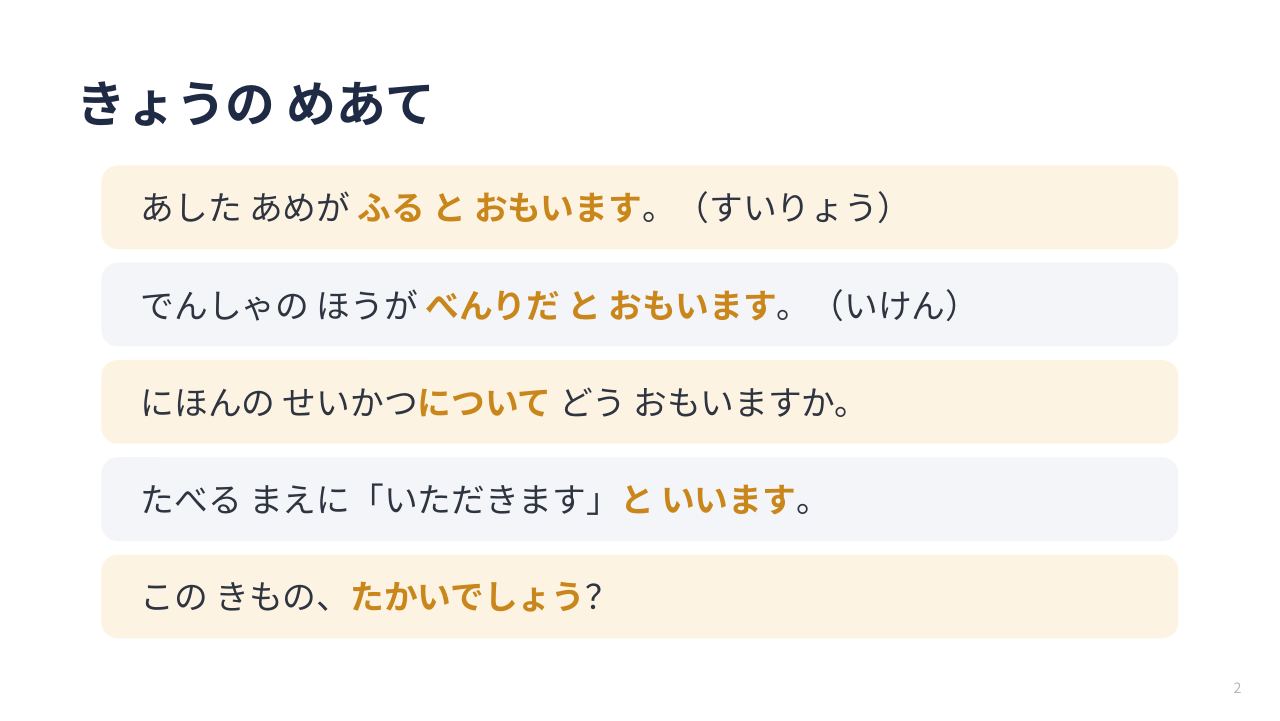 きょうの めあて
あした あめが ふる と おもいます。（すいりょう）
でんしゃの ほうが べんりだ と おもいます。（いけん）
にほんの せいかつについて どう おもいますか。
たべる まえに「いただきます」と いいます。
この きもの、たかいでしょう？
2